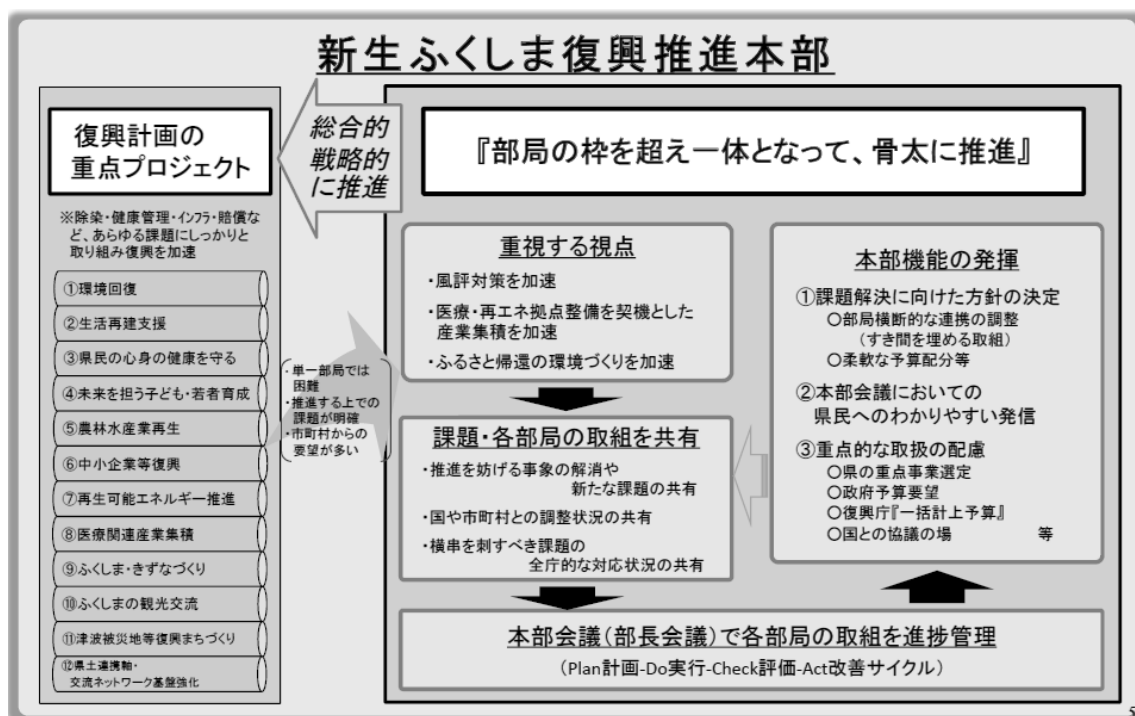 新生ふくしま復興推進本部
復興計画の
重点プロジェクト
※除染・健康管理・インフラ・賠償な
ど、あらゆる課題にしっかりと
取り組み復興を加速
①環境回復
②生活再建支援
③県民の心身の健康を守る
④未来を担う子ども・若者育成
⑤農林水産業再生
⑥中小企業等復興
⑦再生可能エネルギー推進
⑧医療関連産業集積
⑨ふくしま・きずなづくり
⑩ふくしまの観光交流
⑪津波被災地等復興まちづくり
⑫県土連携軸・
交流ネットワーク基盤強化
総合的
戦略的
に推進
・単一部局では
困難
・推進する上での
課題が明確
・市町村からの
要望が多い
『部局の枠を超え一体となって、骨太に推進』
重視する視点
・風評対策を加速
・医療・再エネ拠点整備を契機とした
産業集積を加速
・ふるさと帰還の環境づくりを加速
課題・各部局の取組を共有
・推進を妨げる事象の解消や
新たな課題の共有
・国や市町村との調整状況の共有
・横串を刺すべき課題の
全庁的な対応状況の共有
本部機能の発揮
①課題解決に向けた方針の決定
○部局横断的な連携の調整
(すき間を埋める取組)
○柔軟な予算配分等
②本部会議においての
県民へのわかりやすい発信
③重点的な取扱の配慮
○県の重点事業選定
○政府予算要望
○復興庁『一括計上予算』
○国との協議の場 等
本部会議(部長会議)で各部局の取組を進捗管理
(Plan計画-Do実行-Check評価-Act改善サイクル)
5